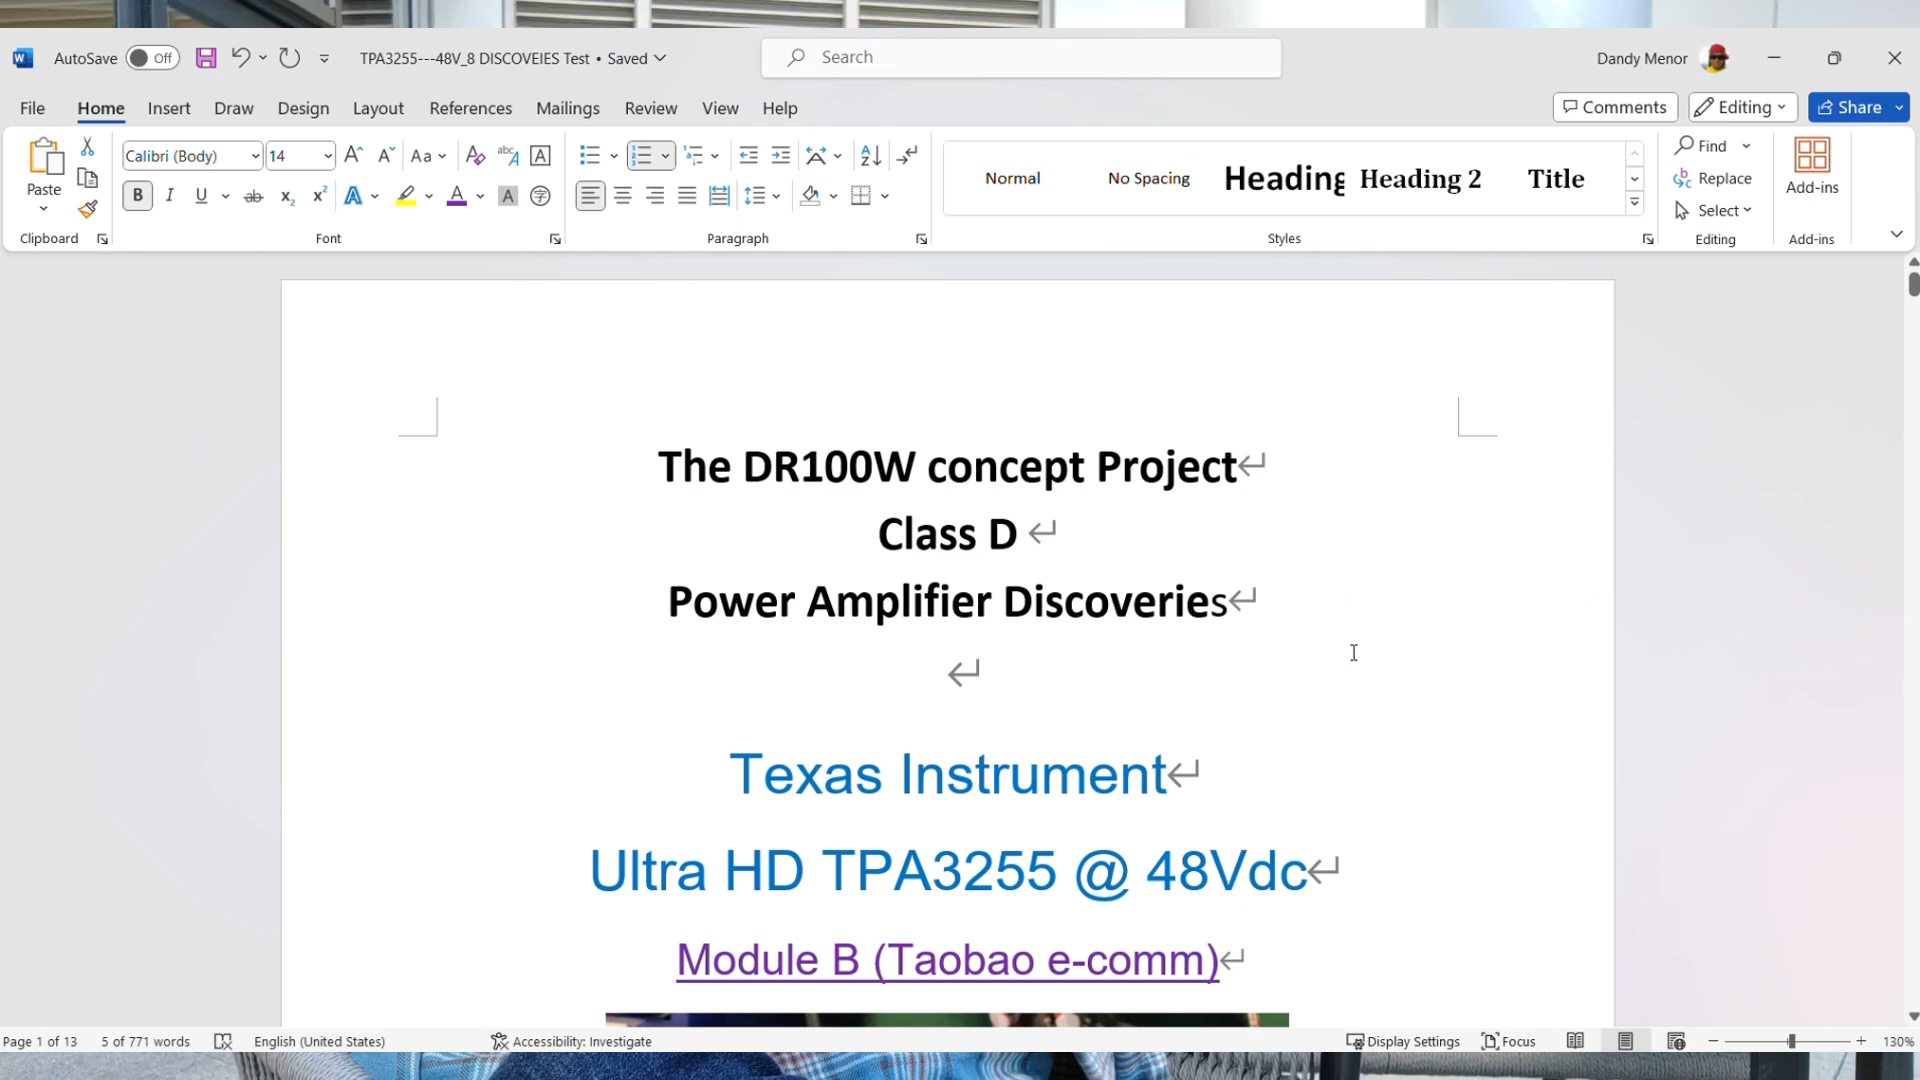 AutoSave Off TPA3255---48V_8 DISCOVEIES Test • Saved Search Dandy Menor
File Home Insert Draw Design Layout References Mailings Review View Help Comments Editing Share
Paste
Calibri (Body) 14 Aa
Normal No Spacing Heading Heading 2 Title
Find
Replace
Select
Add-ins
Clipboard Font Paragraph Styles Editing Add-ins
The DR100W concept Project
Class D
Power Amplifier Discoveries
Texas Instrument
Ultra HD TPA3255 @ 48Vdc
Module B (Taobao e-comm)
Page 1 of 13 5 of 771 words English (United States) Accessibility: Investigate Display Settings Focus 130%